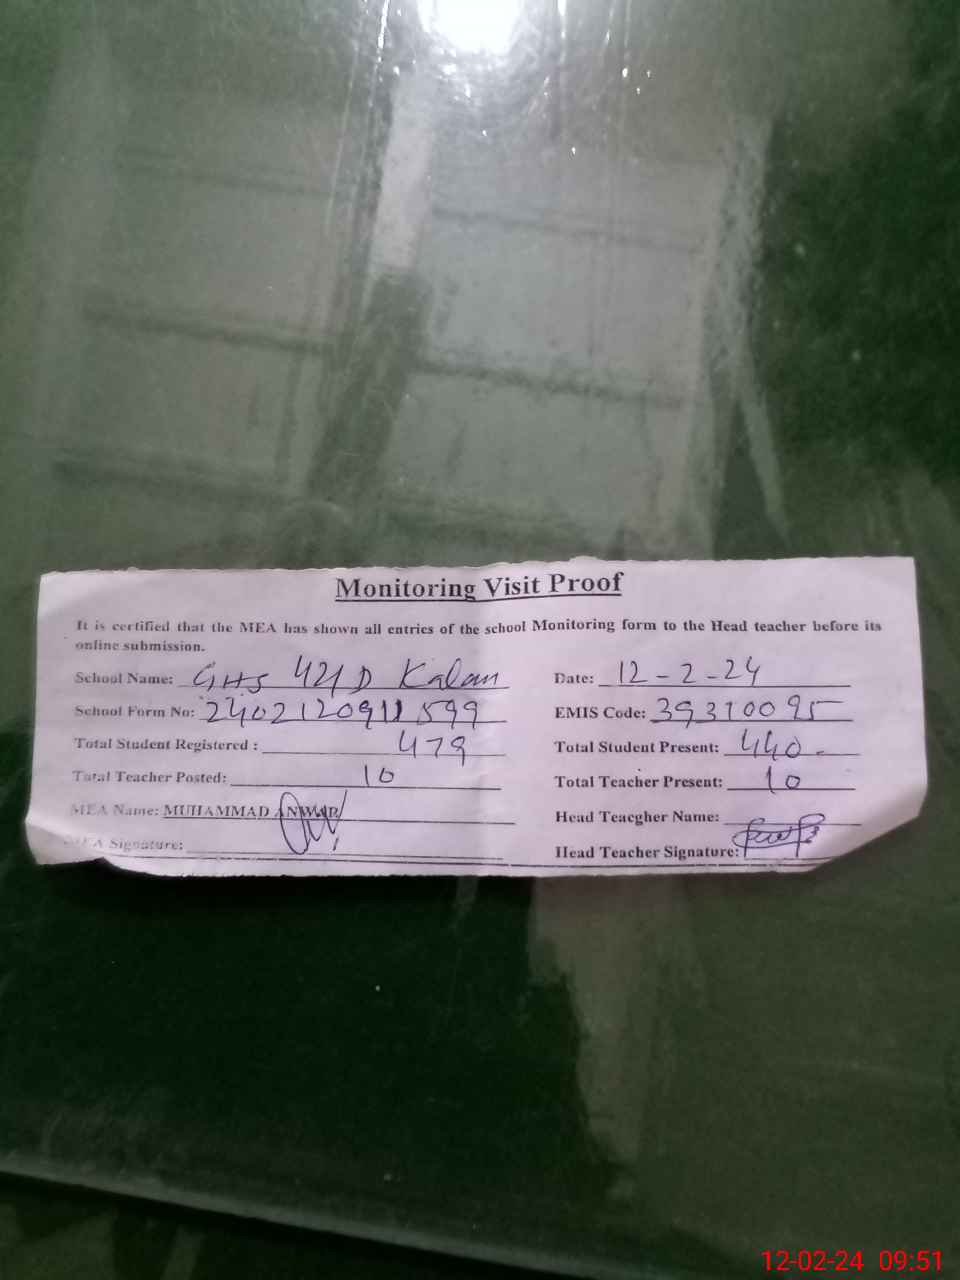 Monitoring Visit Proof
It is certified that the MEA has shown all entries of the school Monitoring form to the Head teacher before its
online submission.
School Name: GHS 421 D Kalan Date: 12-2-24
School Form No: 2402120911599 EMIS Code: 39310095
Total Student Registered : 479 Total Student Present: 440
Total Teacher Posted: 10 Total Teacher Present: 10
MEA Name: MUHAMMAD ANWAR Head Teacgher Name:
MEA Signature: Head Teacher Signature:
12-02-24 09:51